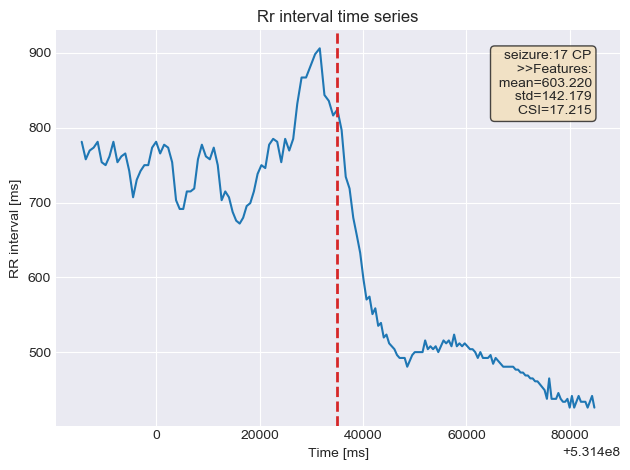 Rr interval time series
seizure:17 CP
>>Features:
mean=603.220
std=142.179
CSI=17.215
RR interval [ms]
900
800
700
600
500
0 20000 40000 60000 80000
Time [ms]
+5.314e8